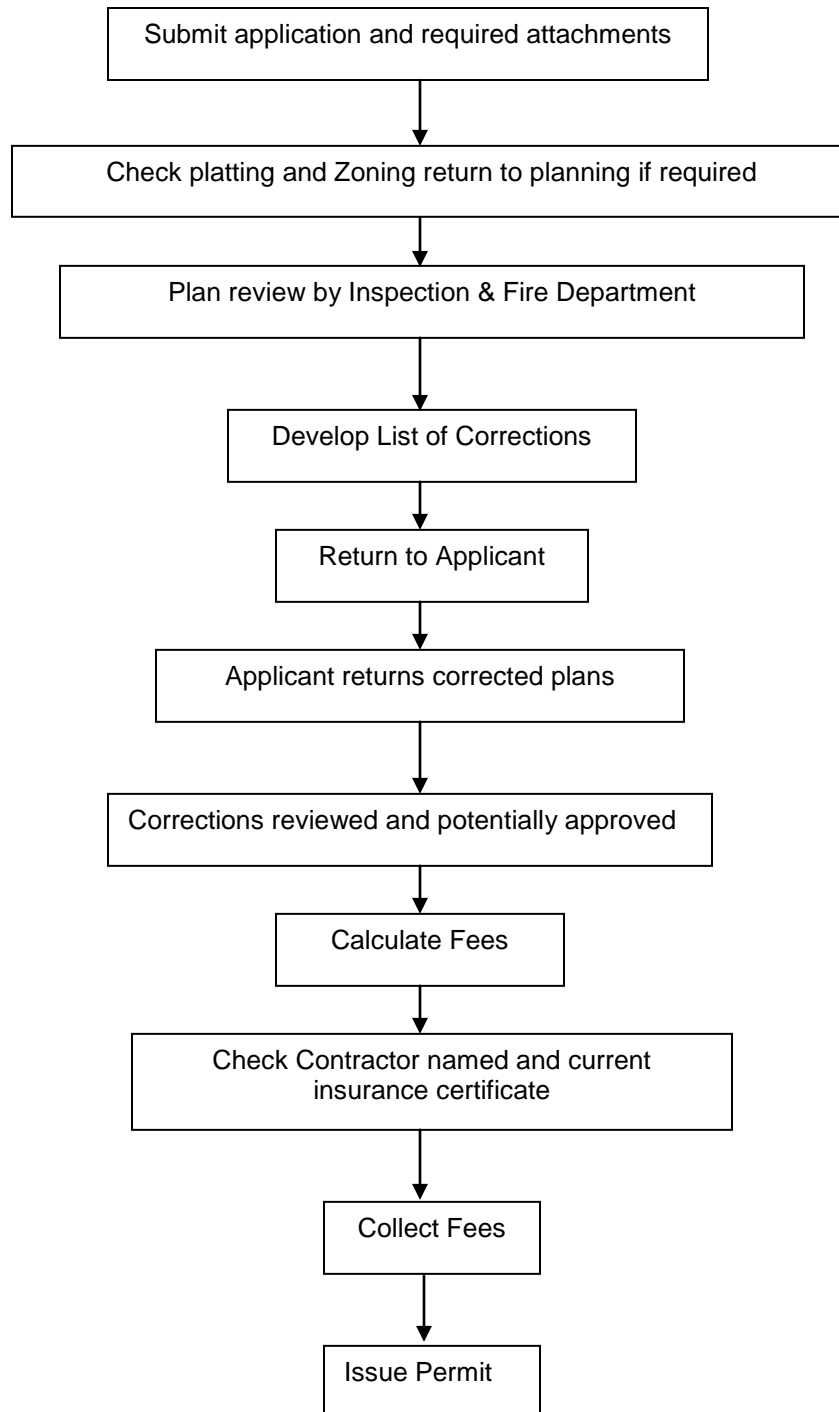 Submit application and required attachments
Check platting and Zoning return to planning if required
Plan review by Inspection & Fire Department
Develop List of Corrections
Return to Applicant
Applicant returns corrected plans
Corrections reviewed and potentially approved
Calculate Fees
Check Contractor named and current
insurance certificate
Collect Fees
Issue Permit